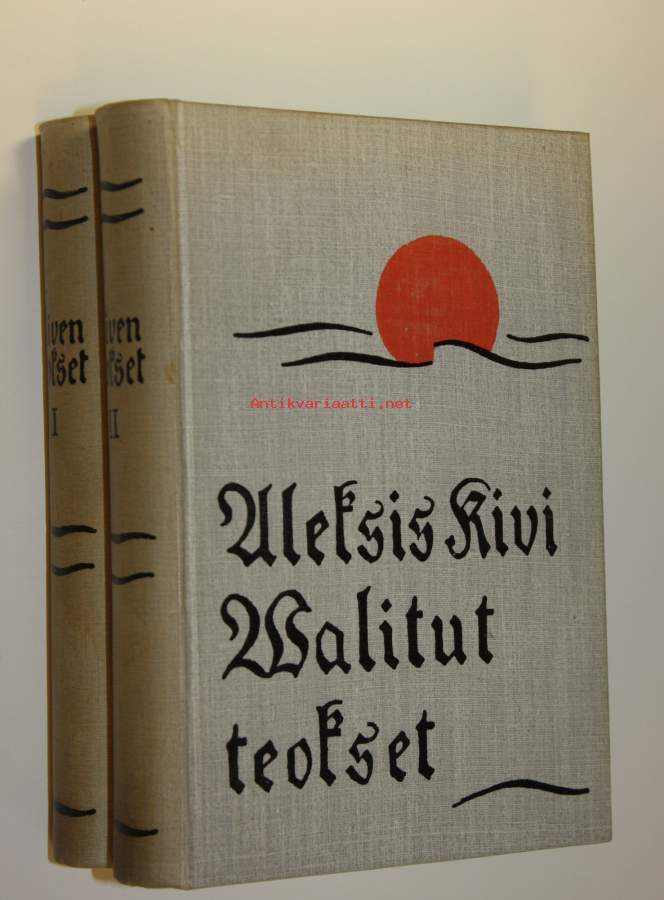 Antikvariaatti.net
Aleksis Kivi
Walitut
teokset
I
II